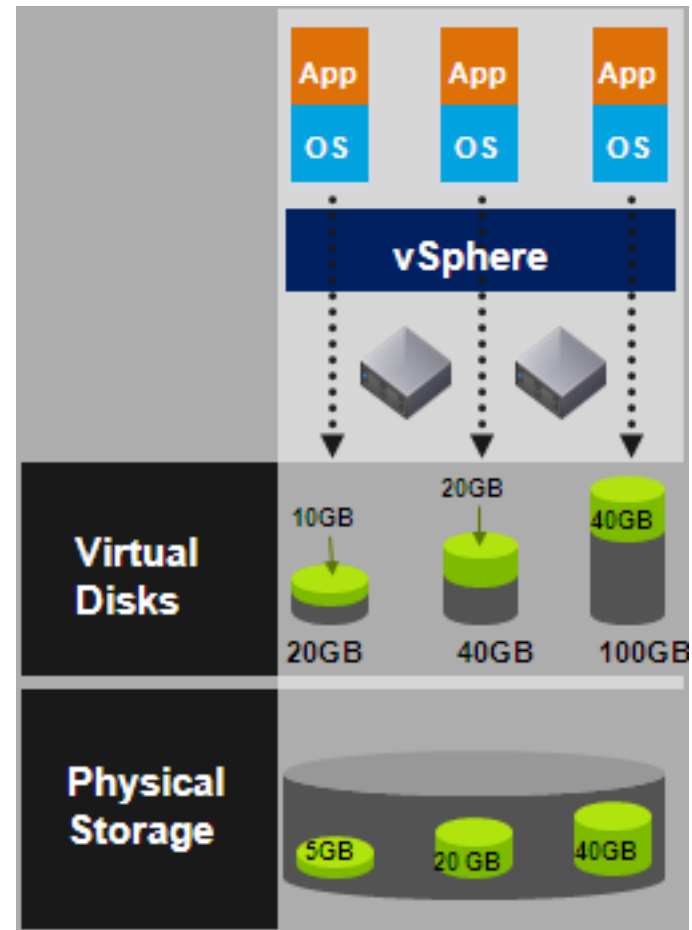 App
App
App
OS
OS
OS
vSphere
20GB
10GB
40GB
Virtual
Disks
20GB
40GB
100GB
Physical
Storage
5GB
20 GB
40GB